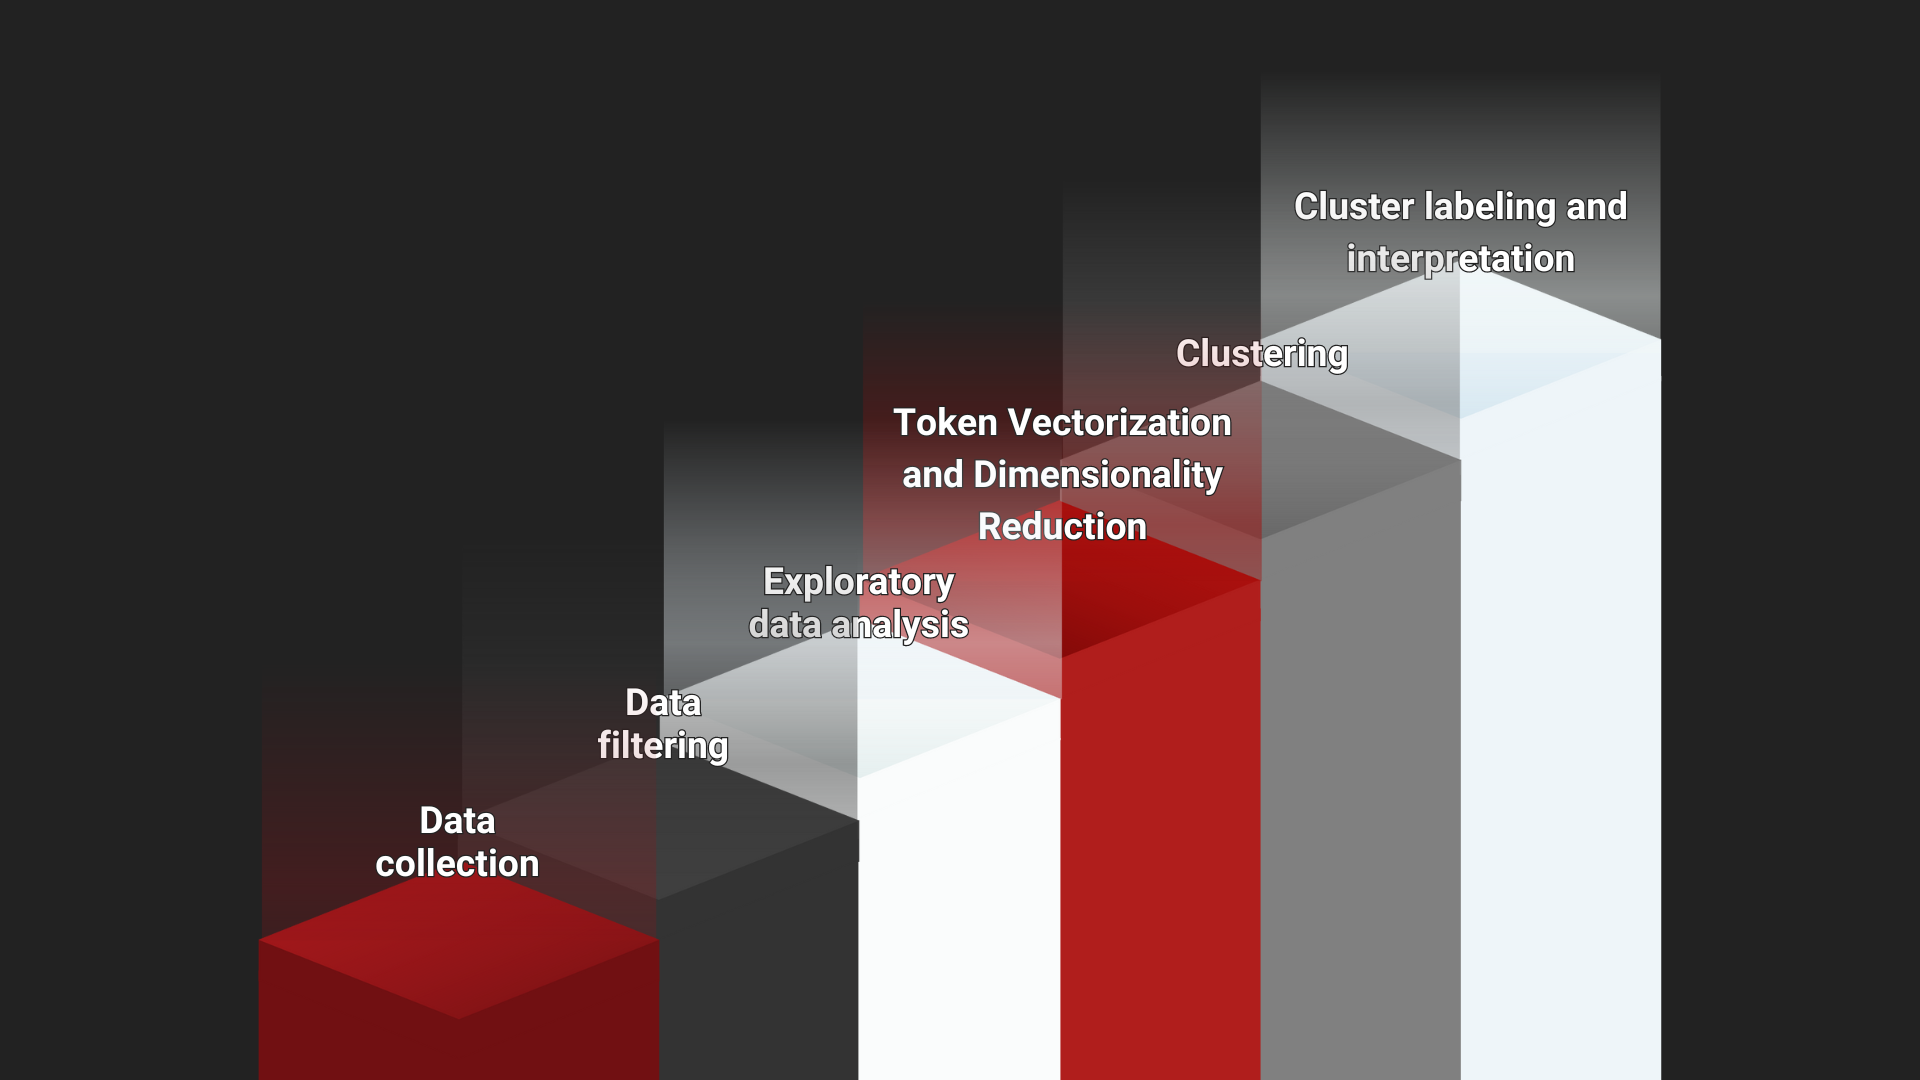 Cluster labeling and
interpretation
Clustering
Token Vectorization
and Dimensionality
Reduction
Exploratory
data analysis
Data
filtering
Data
collection